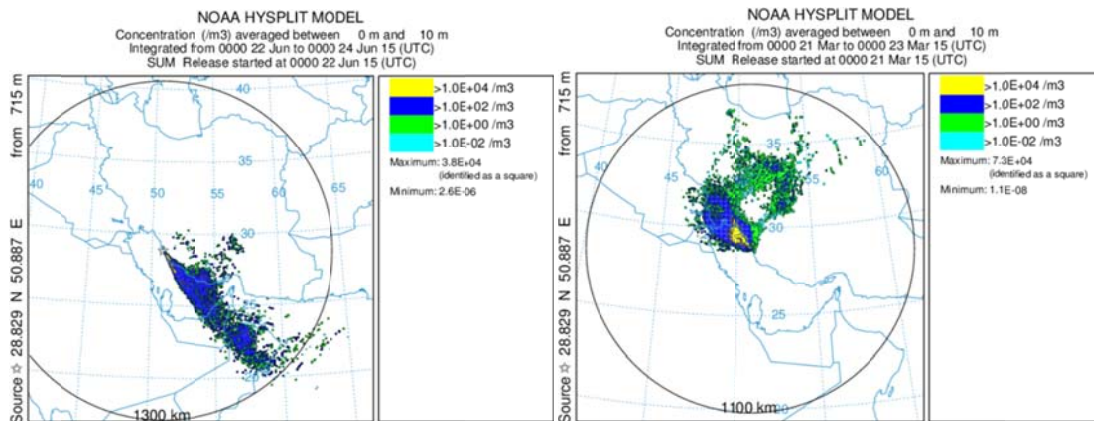 NOAA HYSPLIT MODEL
Concentration (/m3) averaged between 0 m and 10 m
Integrated from 0000 22 Jun to 0000 24 Jun 15 (UTC)
SUM Release started at 0000 22 Jun 15 (UTC)
Source ☆ 28.829 N 50.887 E from 715 m
>1.0E+04 /m3
>1.0E+02 /m3
>1.0E+00 /m3
>1.0E-02 /m3
Maximum: 3.8E+04
(identified as a square)
Minimum: 2.6E-06
40
35
40
45
50
55
60
65
30
1300 km
NOAA HYSPLIT MODEL
Concentration (/m3) averaged between 0 m and 10 m
Integrated from 0000 21 Mar to 0000 23 Mar 15 (UTC)
SUM Release started at 0000 21 Mar 15 (UTC)
Source ☆ 28.829 N 50.887 E from 715 m
>1.0E+04 /m3
>1.0E+02 /m3
>1.0E+00 /m3
>1.0E-02 /m3
Maximum: 7.3E+04
(identified as a square)
Minimum: 1.1E-08
35
40
45
60
25
1100 km